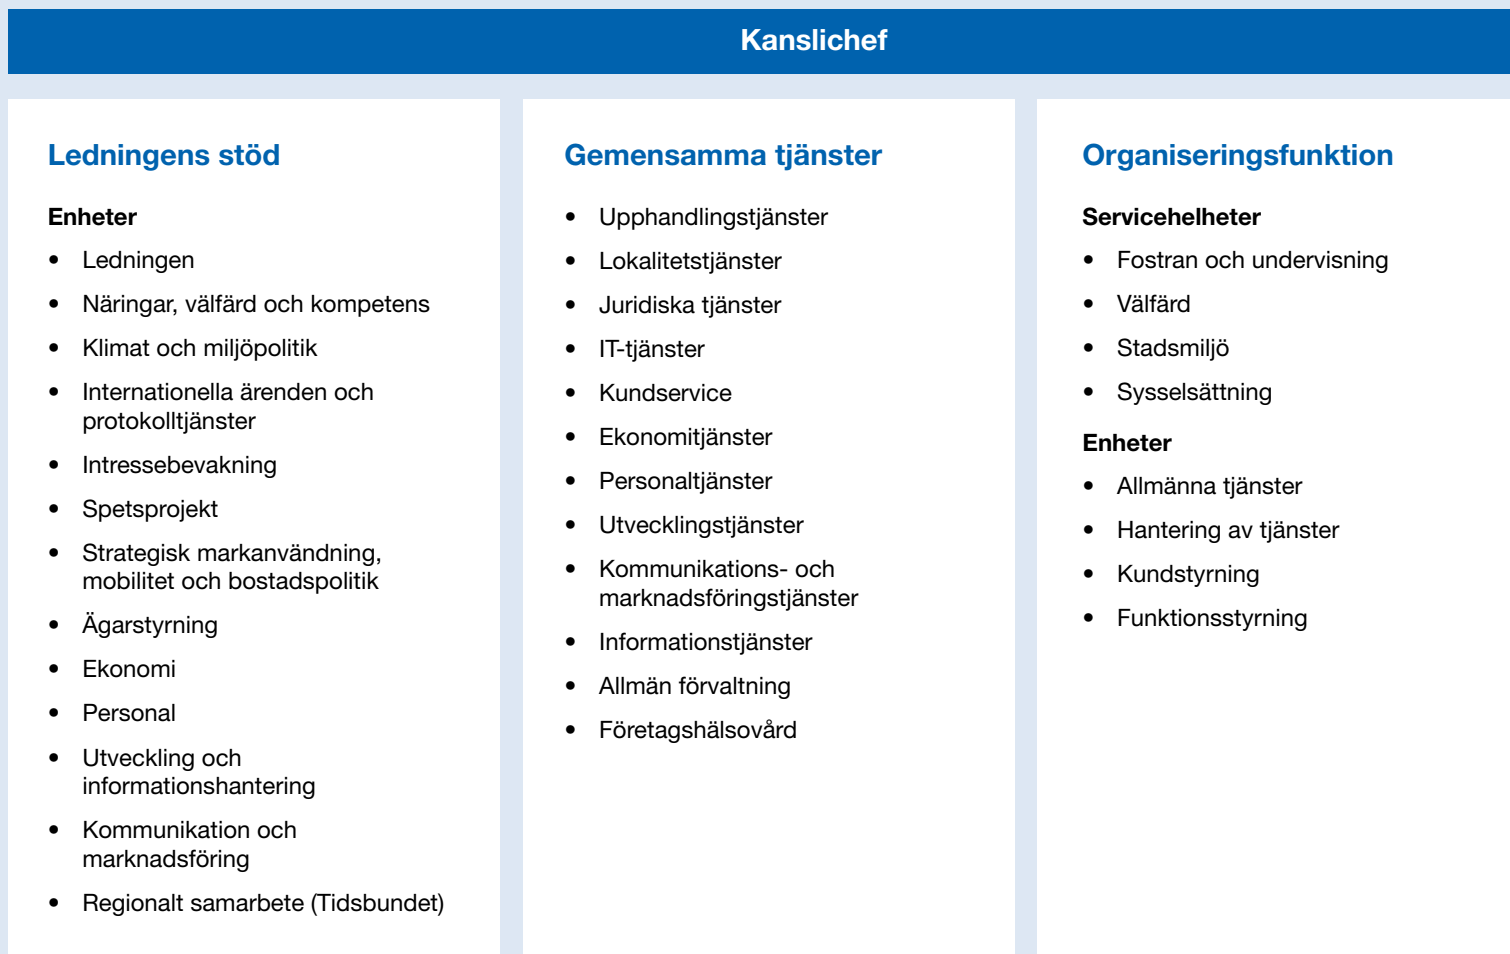 Kanslichef
Ledningens stöd
Enheter
• Ledningen
• Näringar, välfärd och kompetens
• Klimat och miljöpolitik
• Internationella ärenden och
protokolltjänster
• Intressebevakning
• Spetsprojekt
• Strategisk markanvändning,
mobilitet och bostadspolitik
• Ägarstyrning
• Ekonomi
• Personal
• Utveckling och
informationshantering
• Kommunikation och
marknadsföring
• Regionalt samarbete (Tidsbundet)
Gemensamma tjänster
• Upphandlingstjänster
• Lokalitetstjänster
• Juridiska tjänster
• IT-tjänster
• Kundservice
• Ekonomitjänster
• Personaltjänster
• Utvecklingstjänster
• Kommunikations- och
marknadsföringstjänster
• Informationstjänster
• Allmän förvaltning
• Företagshälsovård
Organiseringsfunktion
Servicehelheter
• Fostran och undervisning
• Välfärd
• Stadsmiljö
• Sysselsättning
Enheter
• Allmänna tjänster
• Hantering av tjänster
• Kundstyrning
• Funktionsstyrning